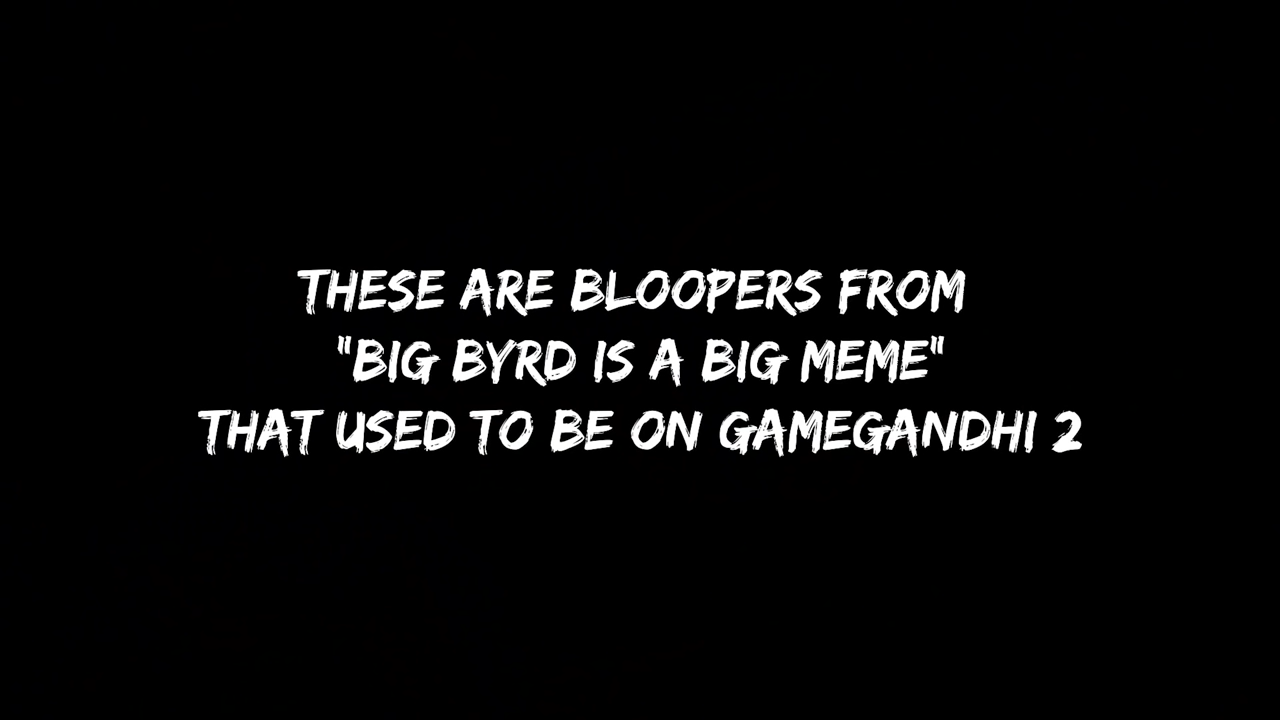 THESE ARE BLOOPERS FROM
"BIG BYRD IS A BIG MEME"
THAT USED TO BE ON GAMEGANDHI 2